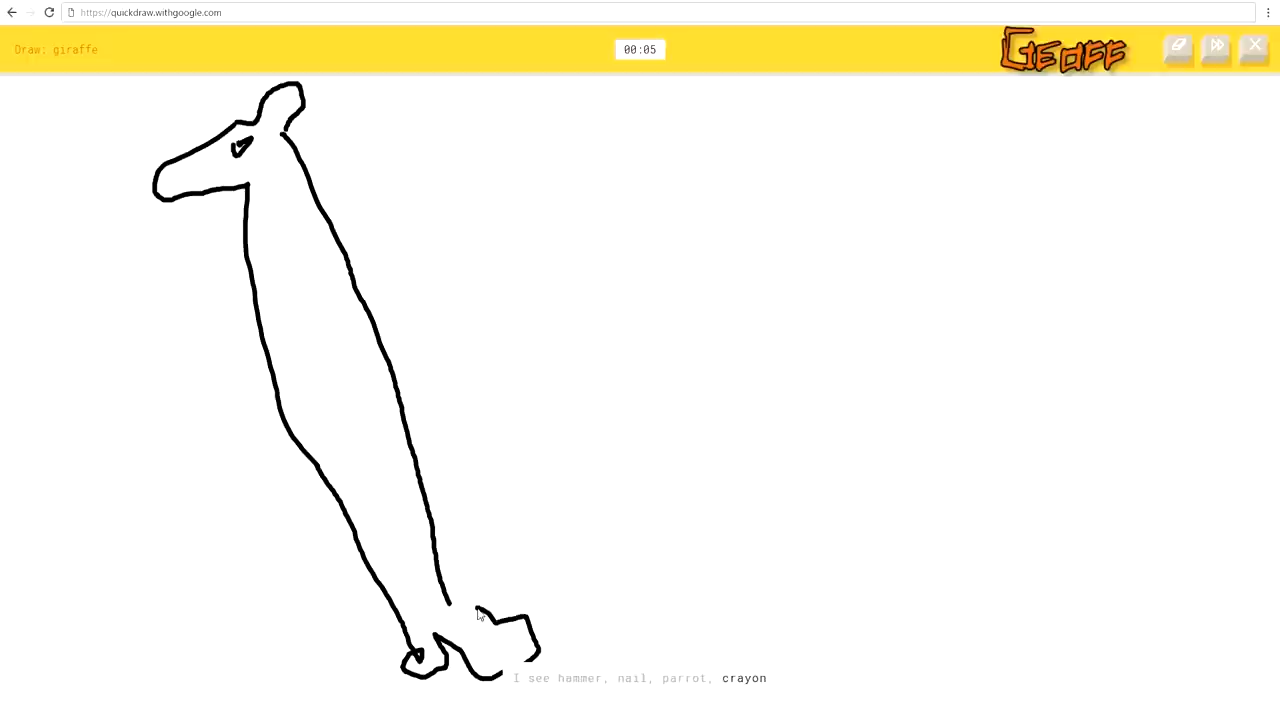 https://quickdraw.withgoogle.com
Draw: giraffe
00:05
GEOFF
I see hammer, nail, parrot, crayon